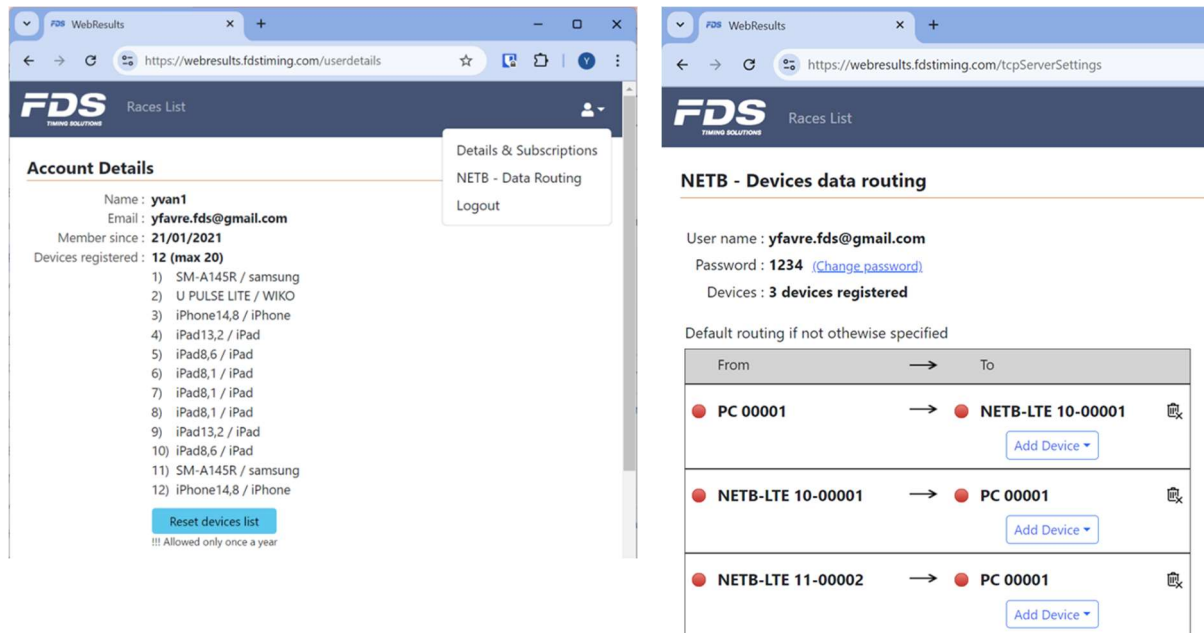 FDS WebResults
https://webresults.fdstiming.com/userdetails
Y
FDS
TIMING SOLUTIONS
Races List
Details & Subscriptions
NETB - Data Routing
Logout
Account Details
Name : yvan1
Email : yfavre.fds@gmail.com
Member since : 21/01/2021
Devices registered : 12 (max 20)
1) SM-A145R / samsung
2) U PULSE LITE / WIKO
3) iPhone14,8 / iPhone
4) iPad13,2 / iPad
5) iPad8,6 / iPad
6) iPad8,1 / iPad
7) iPad8,1 / iPad
8) iPad8,1 / iPad
9) iPad13,2 / iPad
10) iPad8,6 / iPad
11) SM-A145R / samsung
12) iPhone14,8 / iPhone
Reset devices list
!!! Allowed only once a year
FDS WebResults
https://webresults.fdstiming.com/tcpServerSettings
FDS
TIMING SOLUTIONS
Races List
NETB - Devices data routing
User name : yfavre.fds@gmail.com
Password : 1234 (Change password)
Devices : 3 devices registered
Default routing if not othewise specified
From → To
PC 00001 → NETB-LTE 10-00001
Add Device
NETB-LTE 10-00001 → PC 00001
Add Device
NETB-LTE 11-00002 → PC 00001
Add Device